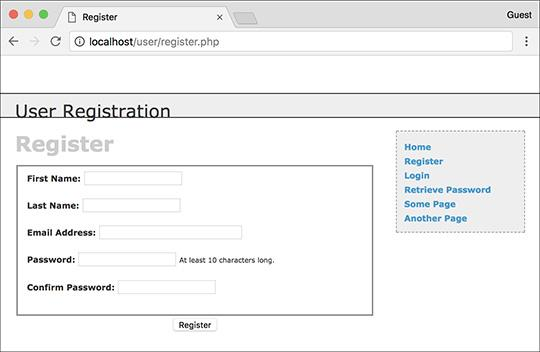 Register
Guest
localhost/user/register.php
User Registration
Register
First Name:
Last Name:
Email Address:
Password: At least 10 characters long.
Confirm Password:
Register
Home
Register
Login
Retrieve Password
Some Page
Another Page